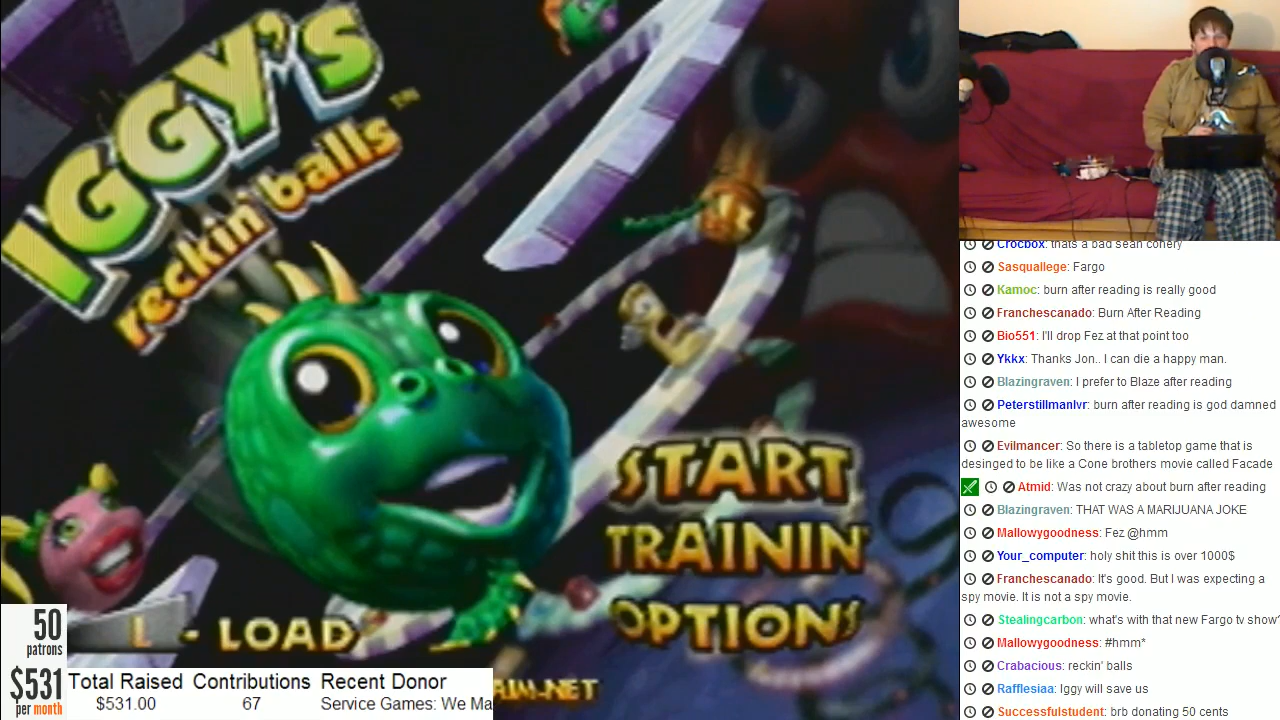 IGGY'S
reckin' balls™
START
TRAININ'
OPTIONS
L - LOAD
50
patrons
$531
per month
Total Raised Contributions Recent Donor
$531.00 67 Service Games: We Ma
Crocbox: thats a bad sean conery
Sasquallege: Fargo
Kamoc: burn after reading is really good
Franchescanado: Burn After Reading
Bio551: I'll drop Fez at that point too
Ykkx: Thanks Jon.. I can die a happy man.
Blazingraven: I prefer to Blaze after reading
Peterstillmanlvr: burn after reading is god damned
awesome
Evilmancer: So there is a tabletop game that is
desinged to be like a Cone brothers movie called Facade
Atmid: Was not crazy about burn after reading
Blazingraven: THAT WAS A MARIJUANA JOKE
Mallowygoodness: Fez @hmm
Your_computer: holy shit this is over 1000$
Franchescanado: It's good. But I was expecting a
spy movie. It is not a spy movie.
Stealingcarbon: what's with that new Fargo tv show?
Mallowygoodness: #hmm*
Crabacious: reckin' balls
Rafflesiaa: Iggy will save us
Successfulstudent: brb donating 50 cents